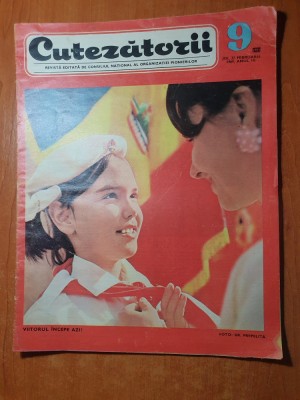 Cutezătorii
9
REVISTĂ EDITATĂ DE CONSILIUL NAȚIONAL AL ORGANIZAȚIEI PIONIERILOR
VIITORUL ÎNCEPE AZI!